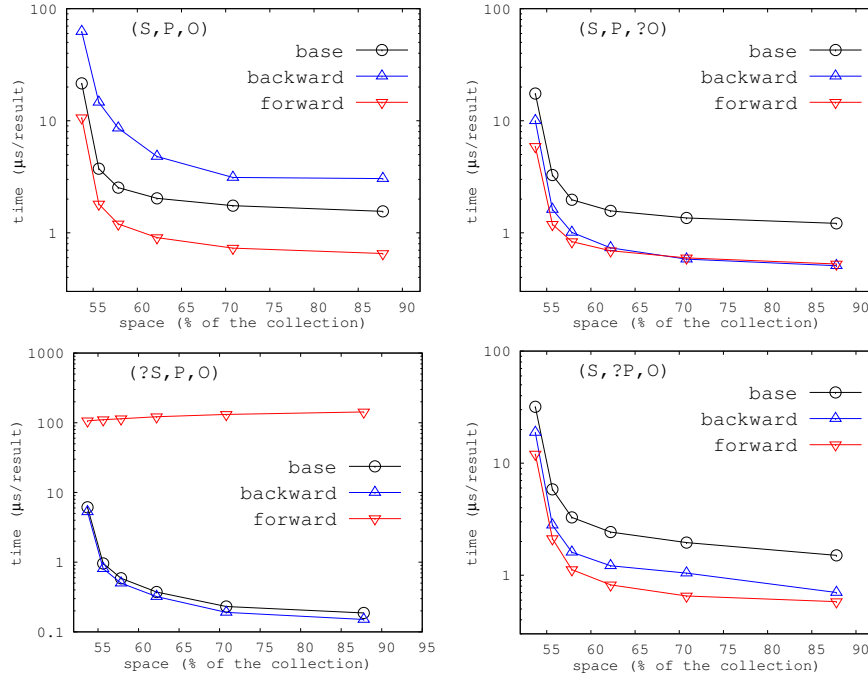 (S,P,O)
base
backward
forward
time (μs/result)
100
10
1
55 60 65 70 75 80 85 90
space (% of the collection)
(S,P,?O)
base
backward
forward
time (μs/result)
100
10
1
55 60 65 70 75 80 85 90
space (% of the collection)
(?S,P,O)
base
backward
forward
time (μs/result)
1000
100
10
1
0.1
55 60 65 70 75 80 85 90 95
space (% of the collection)
(S,?P,O)
base
backward
forward
time (μs/result)
100
10
1
55 60 65 70 75 80 85 90
space (% of the collection)